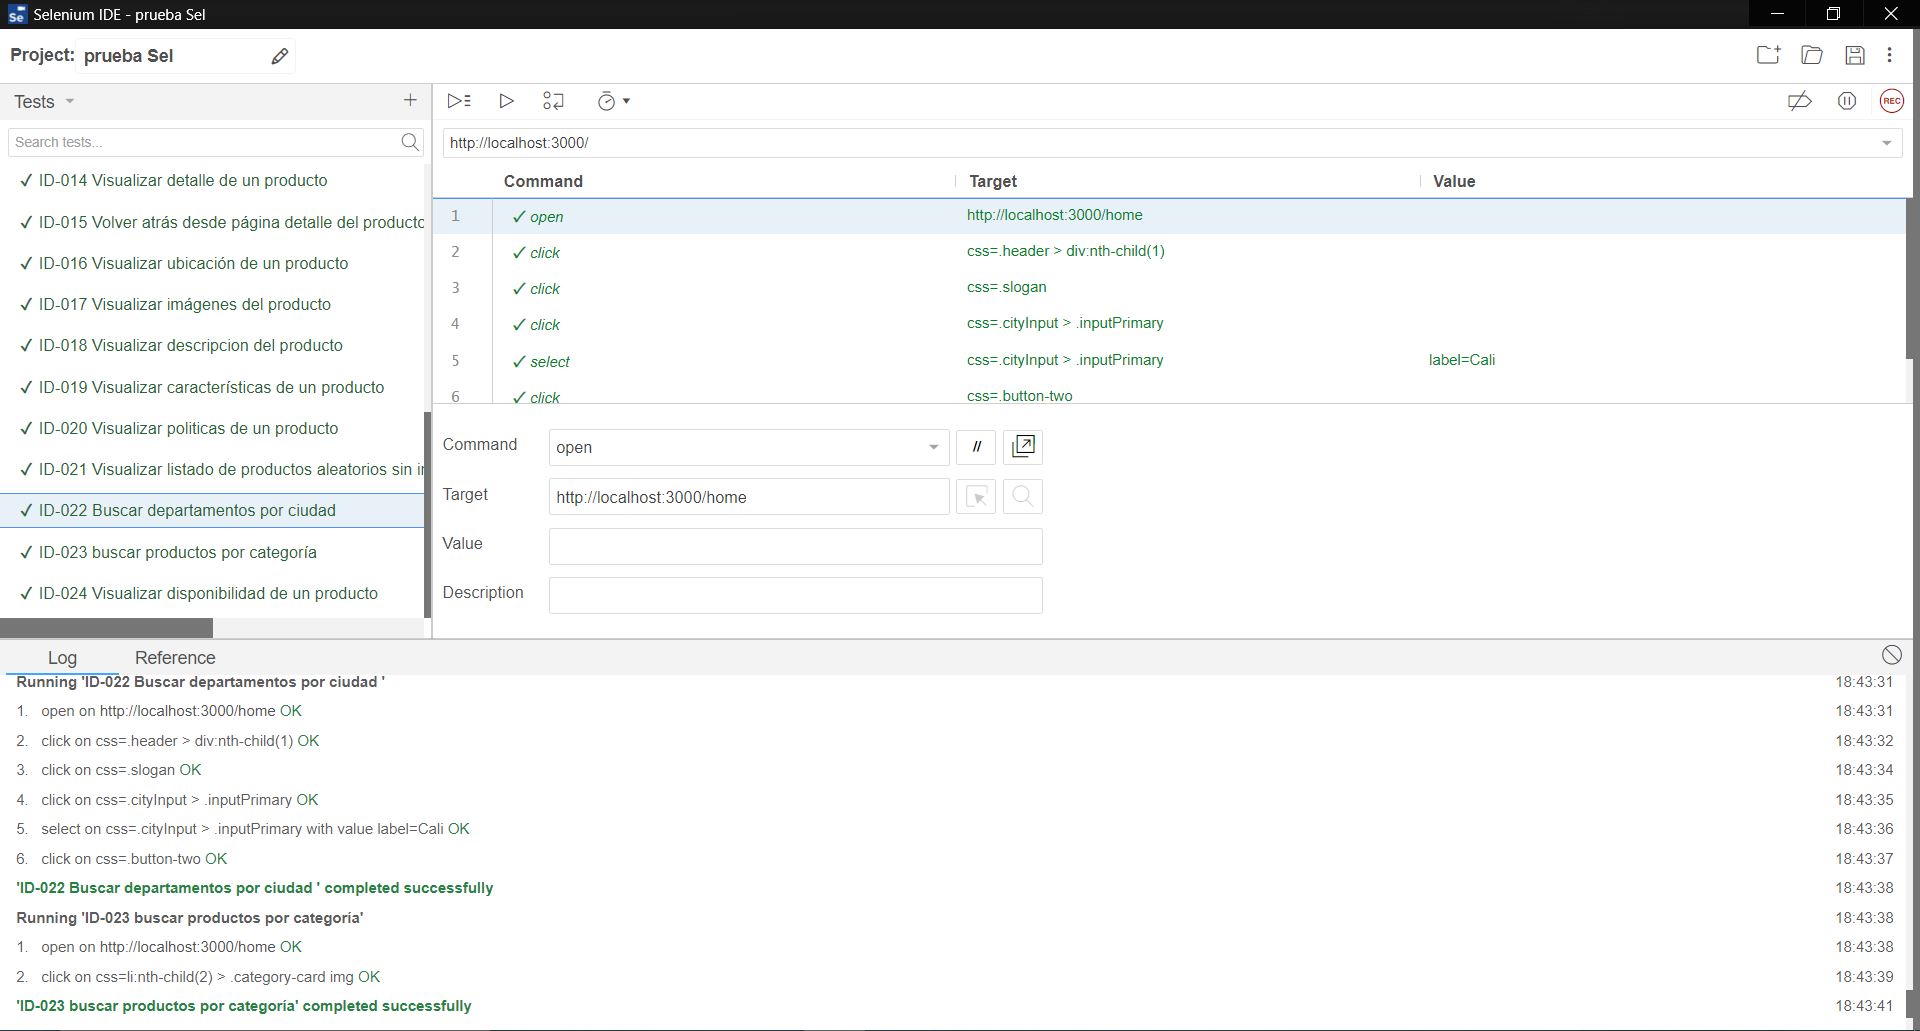 Selenium IDE - prueba Sel
Project: prueba Sel
Tests
Search tests...
✓ ID-014 Visualizar detalle de un producto
✓ ID-015 Volver atrás desde página detalle del producto
✓ ID-016 Visualizar ubicación de un producto
✓ ID-017 Visualizar imágenes del producto
✓ ID-018 Visualizar descripcion del producto
✓ ID-019 Visualizar características de un producto
✓ ID-020 Visualizar politicas de un producto
✓ ID-021 Visualizar listado de productos aleatorios sin
✓ ID-022 Buscar departamentos por ciudad
✓ ID-023 buscar productos por categoría
✓ ID-024 Visualizar disponibilidad de un producto
REC
http://localhost:3000/
Command Target Value
1 ✓ open http://localhost:3000/home
2 ✓ click css=.header > div:nth-child(1)
3 ✓ click css=.slogan
4 ✓ click css=.cityInput > .inputPrimary
5 ✓ select css=.cityInput > .inputPrimary label=Cali
6 ✓ click css=.button-two
Command open //
Target http://localhost:3000/home
Value
Description
Log Reference
Running 'ID-022 Buscar departamentos por ciudad ' 18:43:31
1. open on http://localhost:3000/home OK 18:43:31
2. click on css=.header > div:nth-child(1) OK 18:43:32
3. click on css=.slogan OK 18:43:34
4. click on css=.cityInput > .inputPrimary OK 18:43:35
5. select on css=.cityInput > .inputPrimary with value label=Cali OK 18:43:36
6. click on css=.button-two OK 18:43:37
'ID-022 Buscar departamentos por ciudad ' completed successfully 18:43:38
Running 'ID-023 buscar productos por categoría' 18:43:38
1. open on http://localhost:3000/home OK 18:43:38
2. click on css=li:nth-child(2) > .category-card img OK 18:43:39
'ID-023 buscar productos por categoría' completed successfully 18:43:41